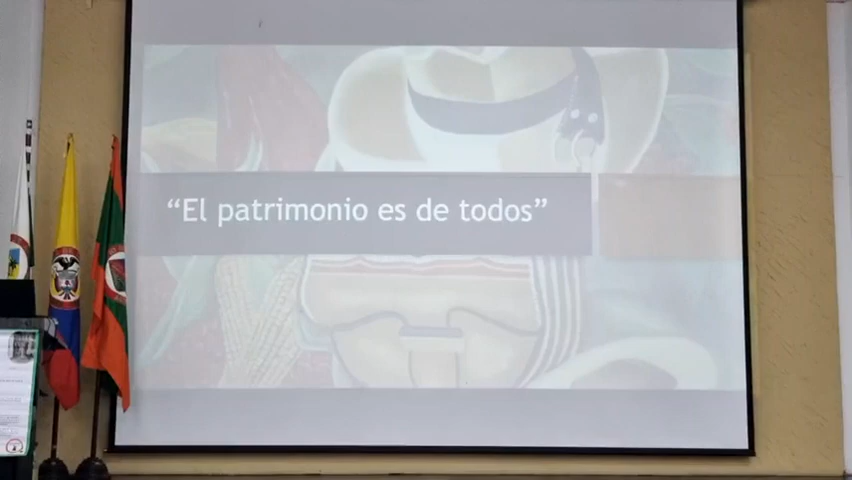 “El patrimonio es de todos”